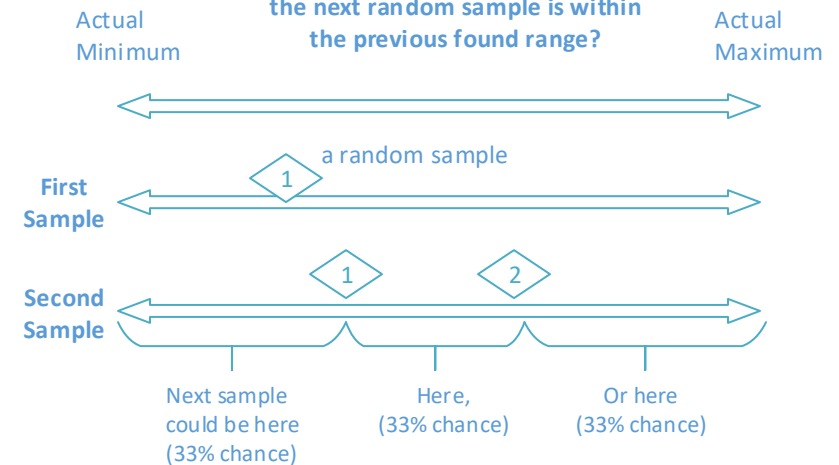 the next random sample is within
the previous found range?
Actual
Minimum
Actual
Maximum
a random sample
1
First
Sample
1
2
Second
Sample
Next sample
could be here
(33% chance)
Here,
(33% chance)
Or here
(33% chance)